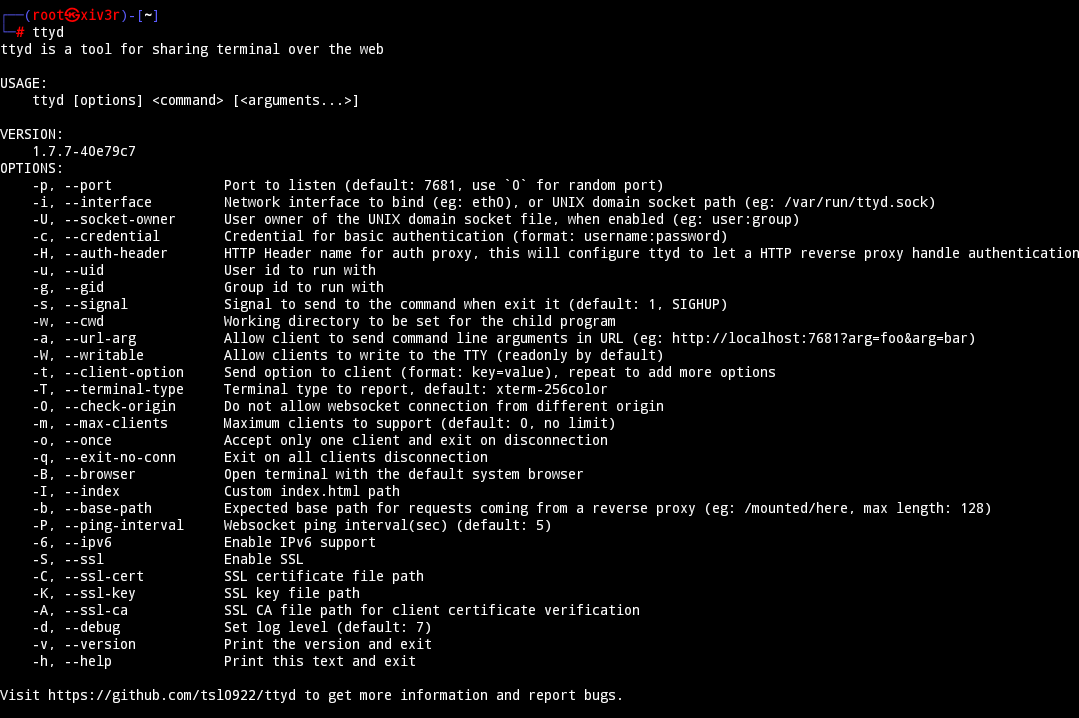 ┌──(root㉿xiv3r)-[~]
└─# ttyd
ttyd is a tool for sharing terminal over the web

USAGE:
    ttyd [options] <command> [<arguments...>]

VERSION:
    1.7.7-40e79c7
OPTIONS:
    -p, --port              Port to listen (default: 7681, use `0` for random port)
    -i, --interface         Network interface to bind (eg: eth0), or UNIX domain socket path (eg: /var/run/ttyd.sock)
    -U, --socket-owner      User owner of the UNIX domain socket file, when enabled (eg: user:group)
    -c, --credential        Credential for basic authentication (format: username:password)
    -H, --auth-header       HTTP Header name for auth proxy, this will configure ttyd to let a HTTP reverse proxy handle authentication
    -u, --uid               User id to run with
    -g, --gid               Group id to run with
    -s, --signal            Signal to send to the command when exit it (default: 1, SIGHUP)
    -w, --cwd               Working directory to be set for the child program
    -a, --url-arg           Allow client to send command line arguments in URL (eg: http://localhost:7681?arg=foo&arg=bar)
    -W, --writable          Allow clients to write to the TTY (readonly by default)
    -t, --client-option     Send option to client (format: key=value), repeat to add more options
    -T, --terminal-type     Terminal type to report, default: xterm-256color
    -O, --check-origin      Do not allow websocket connection from different origin
    -m, --max-clients       Maximum clients to support (default: 0, no limit)
    -o, --once              Accept only one client and exit on disconnection
    -q, --exit-no-conn      Exit on all clients disconnection
    -B, --browser           Open terminal with the default system browser
    -I, --index             Custom index.html path
    -b, --base-path         Expected base path for requests coming from a reverse proxy (eg: /mounted/here, max length: 128)
    -P, --ping-interval     Websocket ping interval(sec) (default: 5)
    -6, --ipv6              Enable IPv6 support
    -S, --ssl               Enable SSL
    -C, --ssl-cert          SSL certificate file path
    -K, --ssl-key           SSL key file path
    -A, --ssl-ca            SSL CA file path for client certificate verification
    -d, --debug             Set log level (default: 7)
    -v, --version           Print the version and exit
    -h, --help              Print this text and exit

Visit https://github.com/tsl0922/ttyd to get more information and report bugs.